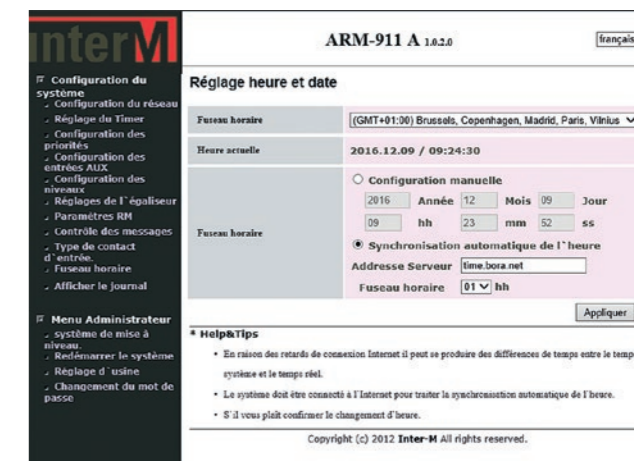 inter M
ARM-911 A 1.0.2.0
français
Configuration du
système
Configuration du réseau
Réglage du Timer
Configuration des
priorités
Configuration des
entrées AUX
Configuration des
niveaux
Réglages de l`égaliseur
Paramètres RM
Contrôle des messages
Type de contact
d`entrée.
Fuseau horaire
Afficher le journal
Menu Administrateur
système de mise à
niveau.
Redémarrer le système
Réglage d`usine
Changement du mot de
passe
Réglage heure et date
Fuseau horaire
(GMT+01:00) Brussels, Copenhagen, Madrid, Paris, Vilnius
Heure actuelle
2016.12.09 / 09:24:30
Fuseau horaire
Configuration manuelle
2016 Année 12 Mois 09 Jour
09 hh 23 mm 52 ss
Synchronisation automatique de l`heure
Addresse Serveur time.bora.net
Fuseau horaire 01 hh
Appliquer
* Help&Tips
• En raison des retards de connexion Internet il peut se produire des différences de temps entre le temp
système et le temps réel.
• Le système doit être connecté à l'Internet pour traiter la synchronisation automatique de l'heure.
• S'il vous plaît confirmer le changement d'heure.
Copyright (c) 2012 Inter-M All rights reserved.